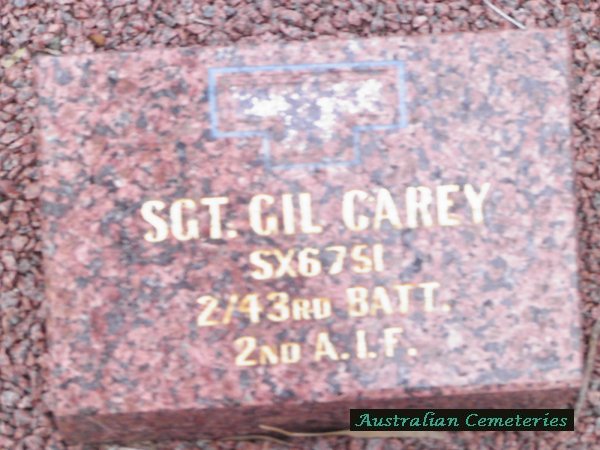 SGT. GIL CAREY
SX6751
2/43RD BATT.
2ND A.I.F.
Australian Cemeteries